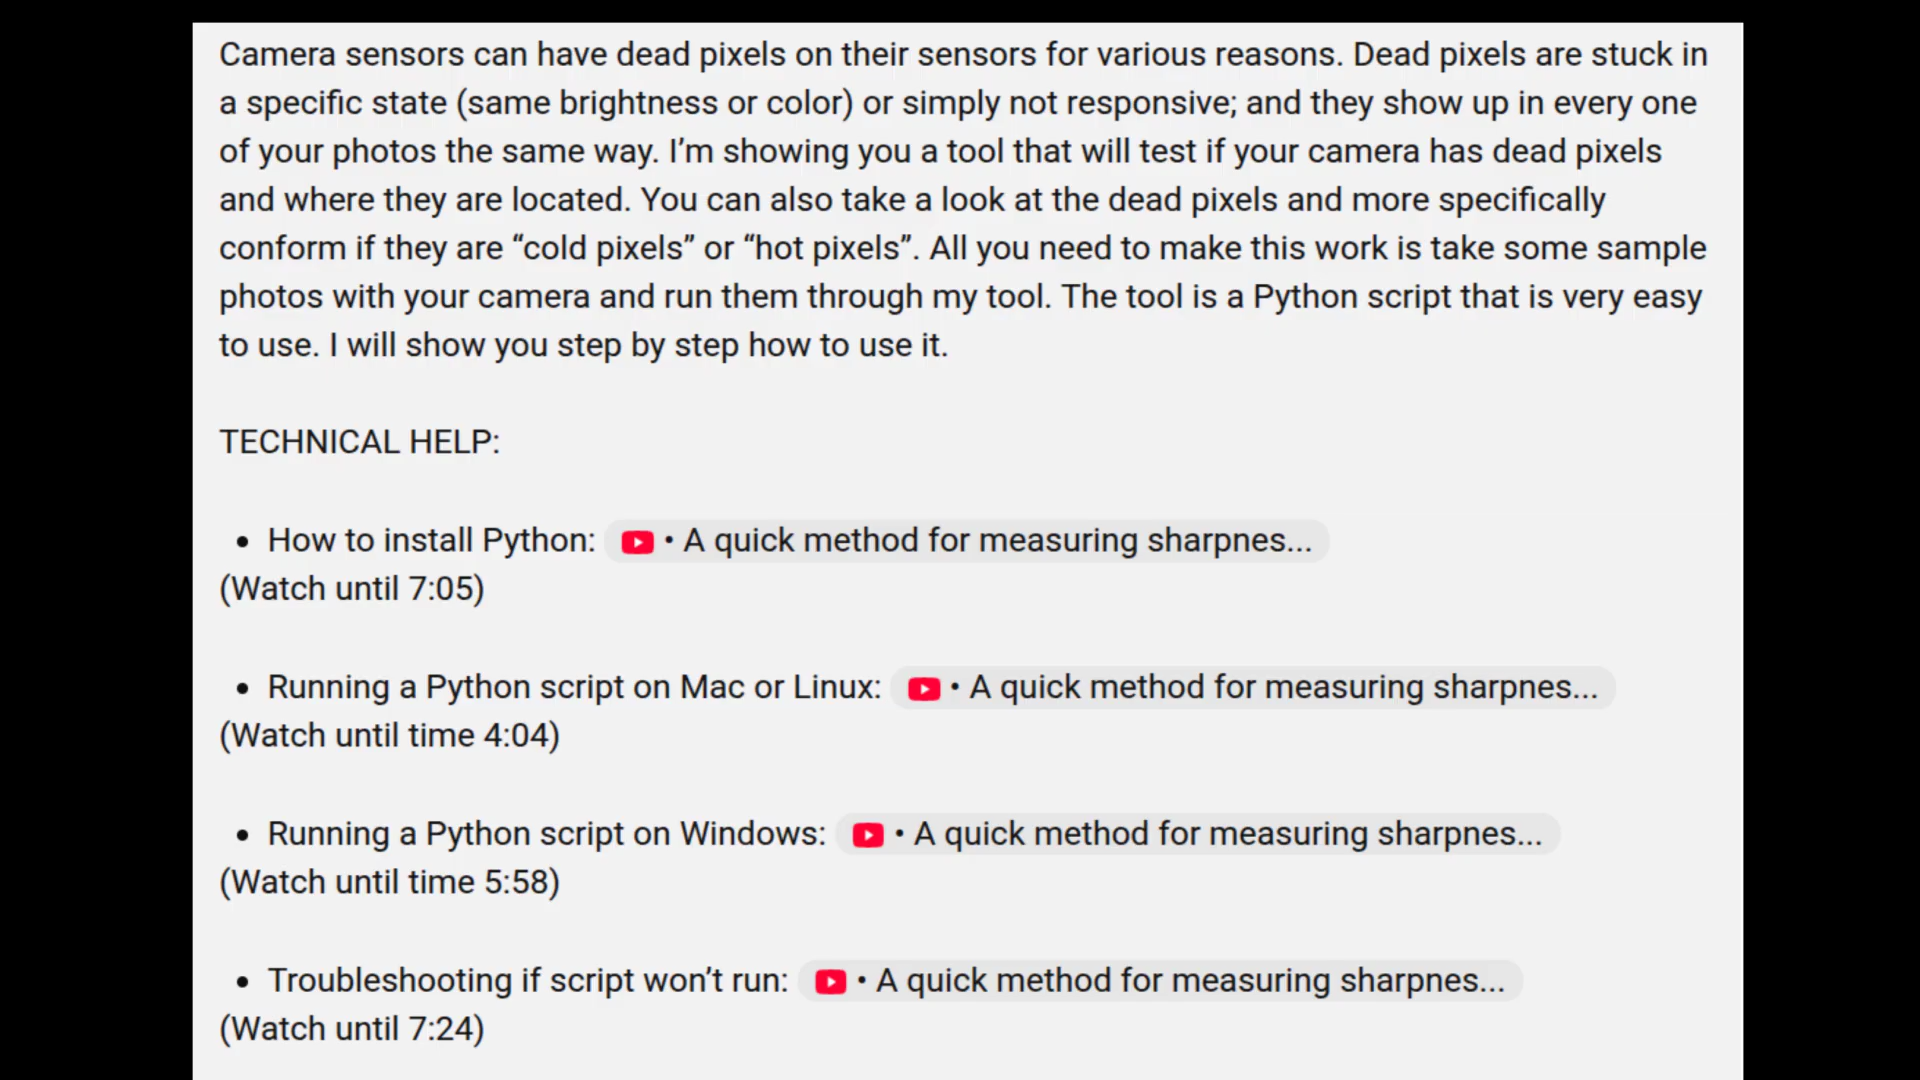 Camera sensors can have dead pixels on their sensors for various reasons. Dead pixels are stuck in
a specific state (same brightness or color) or simply not responsive; and they show up in every one
of your photos the same way. I’m showing you a tool that will test if your camera has dead pixels
and where they are located. You can also take a look at the dead pixels and more specifically
conform if they are “cold pixels” or “hot pixels”. All you need to make this work is take some sample
photos with your camera and run them through my tool. The tool is a Python script that is very easy
to use. I will show you step by step how to use it.
TECHNICAL HELP:
• How to install Python: • A quick method for measuring sharpnes...
(Watch until 7:05)
• Running a Python script on Mac or Linux: • A quick method for measuring sharpnes...
(Watch until time 4:04)
• Running a Python script on Windows: • A quick method for measuring sharpnes...
(Watch until time 5:58)
• Troubleshooting if script won’t run: • A quick method for measuring sharpnes...
(Watch until 7:24)